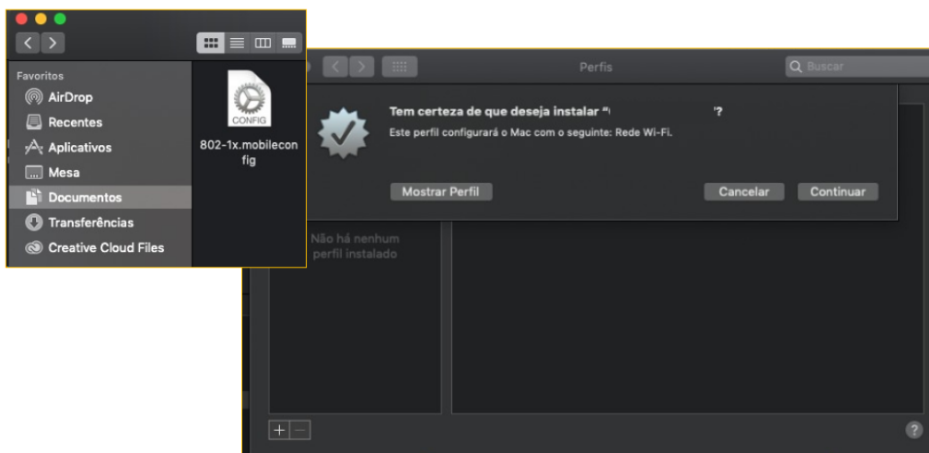 Favoritos
AirDrop
Recentes
Aplicativos
Mesa
Documentos
Transferências
Creative Cloud Files
CONFIG
802-1x.mobilecon
fig
Perfis
Buscar
Tem certeza de que deseja instalar “ '?
Este perfil configurará o Mac com o seguinte: Rede Wi-Fi.
Mostrar Perfil
Cancelar
Continuar
Não há nenhum
perfil instalado